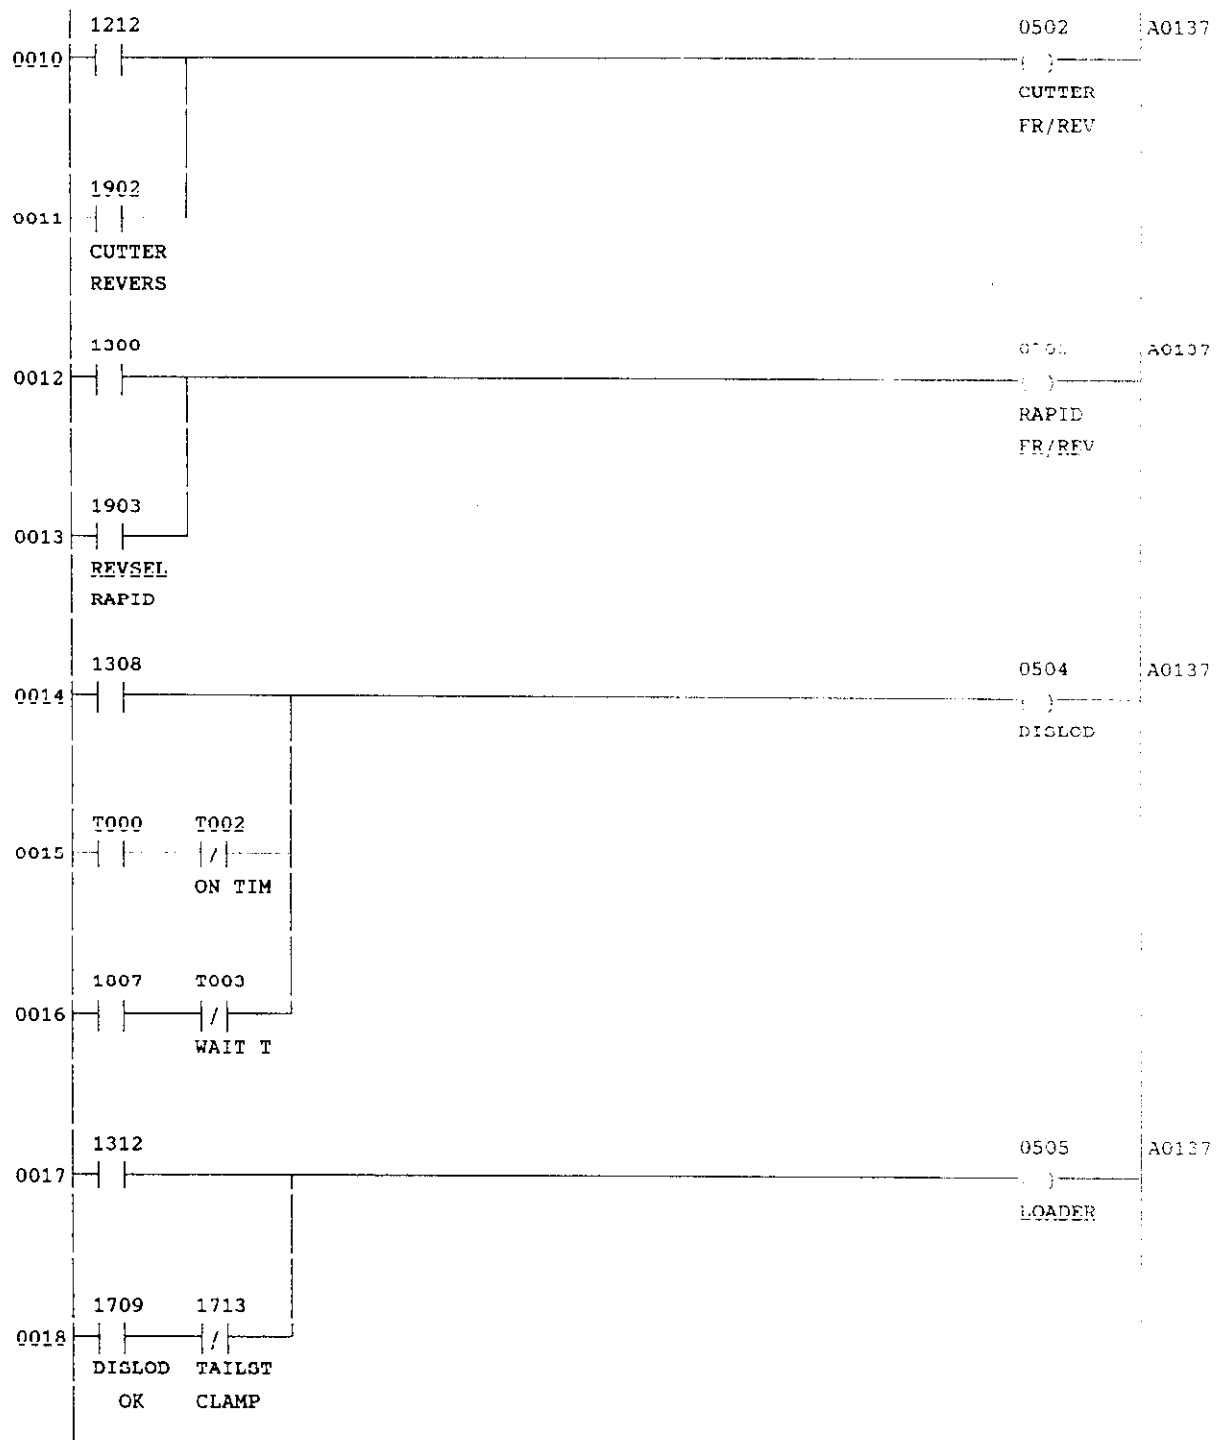 1212 0502 A0137
0010
CUTTER
FR/REV
1902
0011
CUTTER
REVERS
1300 A0137
0012
RAPID
FR/REV
1903
0013
REVSEL
RAPID
1308 0504 A0137
0014
DISLOD
T000 T002
0015
ON TIM
1807 T003
0016
WAIT T
1312 0505 A0137
0017
LOADER
1709 1713
0018
DISLOD TAILST
OK CLAMP